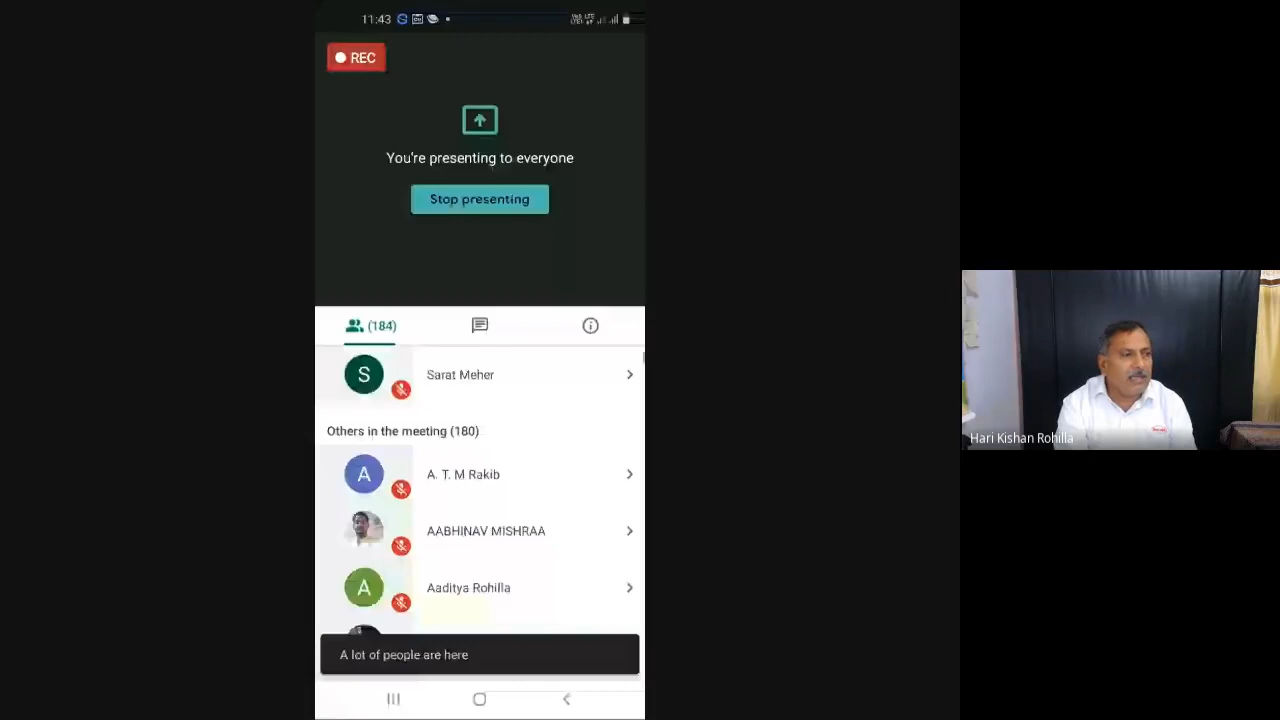 11:43
REC
You're presenting to everyone
Stop presenting
(184)
S
Sarat Meher
Others in the meeting (180)
A
A. T. M Rakib
AABHINAV MISHRAA
A
Aaditya Rohilla
A lot of people are here
Hari Kishan Rohilla